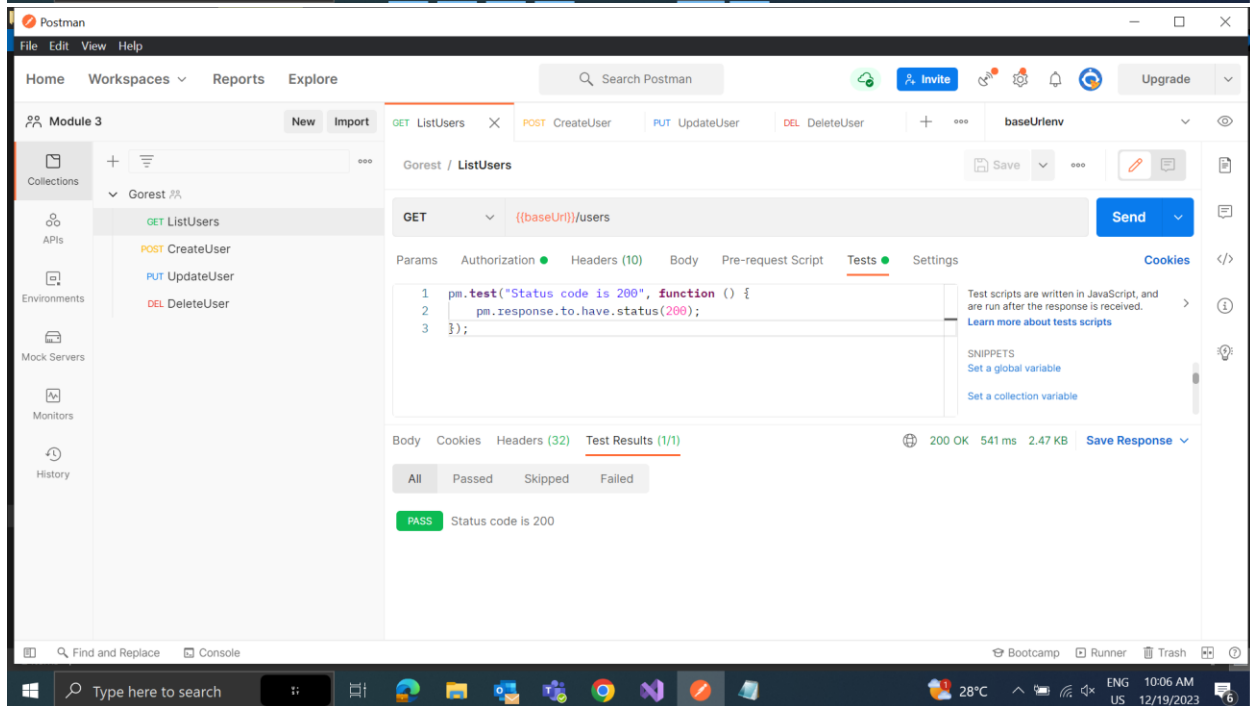 Postman
File Edit View Help
Home Workspaces Reports Explore
Search Postman
Invite
Upgrade
Module 3
New Import
GET ListUsers
POST CreateUser
PUT UpdateUser
DEL DeleteUser
baseUrlenv
Collections
APIs
Environments
Mock Servers
Monitors
History
Gorest
GET ListUsers
POST CreateUser
PUT UpdateUser
DEL DeleteUser
Gorest / ListUsers
Save
GET
{{baseUrl}}/users
Send
Params Authorization Headers (10) Body Pre-request Script Tests Settings
Cookies
1 pm.test("Status code is 200", function () {
2 pm.response.to.have.status(200);
3 });
Test scripts are written in JavaScript, and
are run after the response is received.
Learn more about tests scripts
SNIPPETS
Set a global variable
Set a collection variable
Body Cookies Headers (32) Test Results (1/1)
200 OK 541 ms 2.47 KB Save Response
All Passed Skipped Failed
PASS Status code is 200
Find and Replace Console
Bootcamp Runner Trash
Type here to search
28°C
ENG
US
10:06 AM
12/19/2023
6